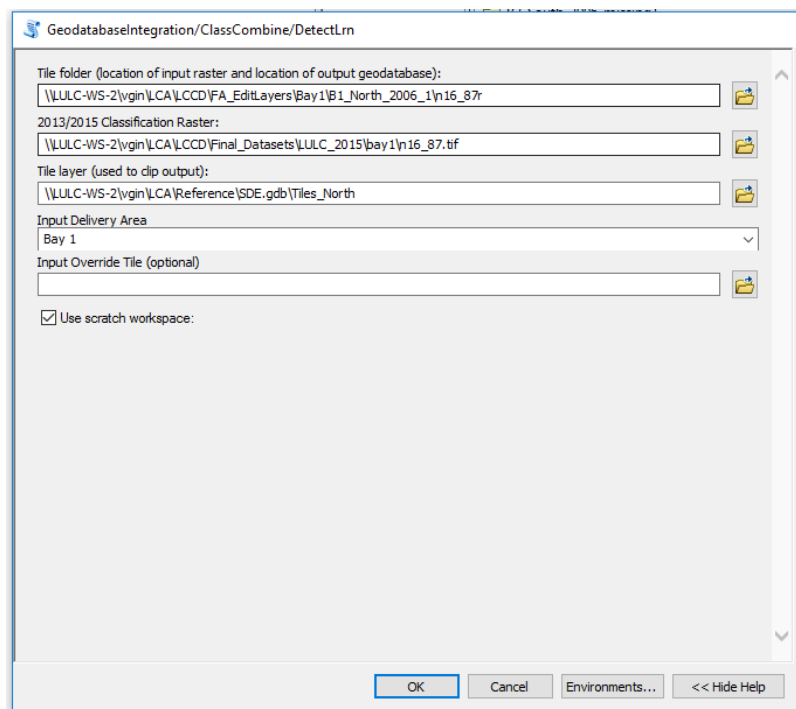 GeodatabaseIntegration/ClassCombine/DetectLrn
Tile folder (location of input raster and location of output geodatabase):
\\LULC-WS-2\vgin\LCA\LCCD\FA_EditLayers\Bay1\B1_North_2006_1\n16_87r
2013/2015 Classification Raster:
\\LULC-WS-2\vgin\LCA\LCCD\Final_Datasets\LULC_2015\bay1\n16_87.tif
Tile layer (used to clip output):
\\LULC-WS-2\vgin\LCA\Reference\SDE.gdb\Tiles_North
Input Delivery Area
Bay 1
Input Override Tile (optional)
Use scratch workspace:
OK Cancel Environments... << Hide Help